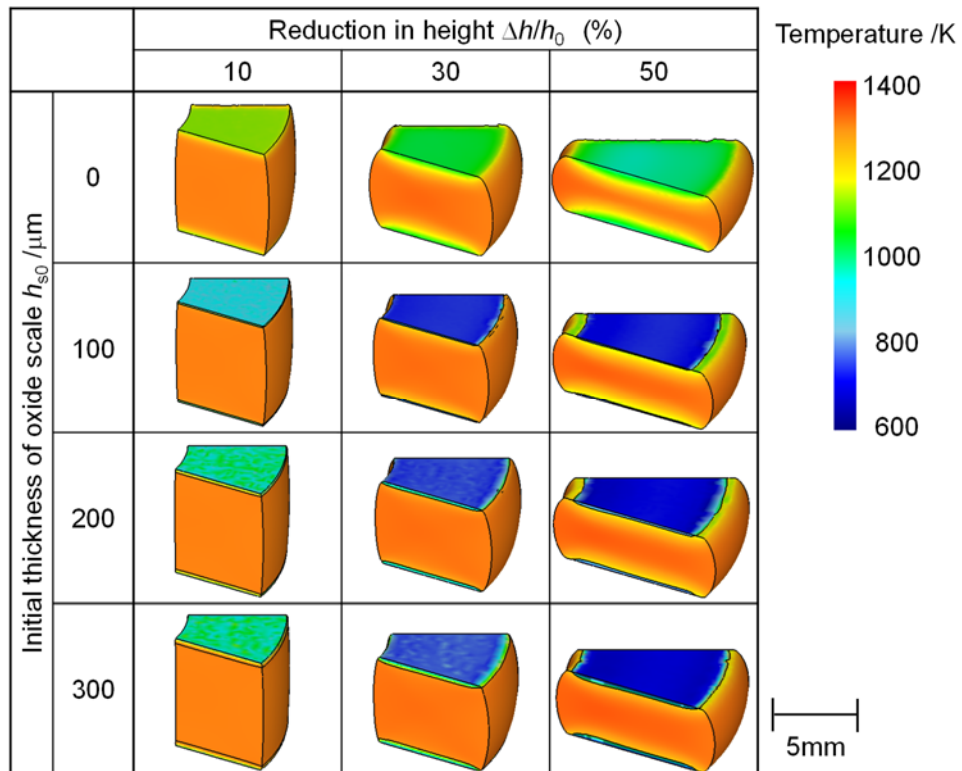 Reduction in height Δh/h₀ (%)
10 30 50
Initial thickness of oxide scale hₛ₀ /μm
0
100
200
300
Temperature /K
1400
1200
1000
800
600
5mm